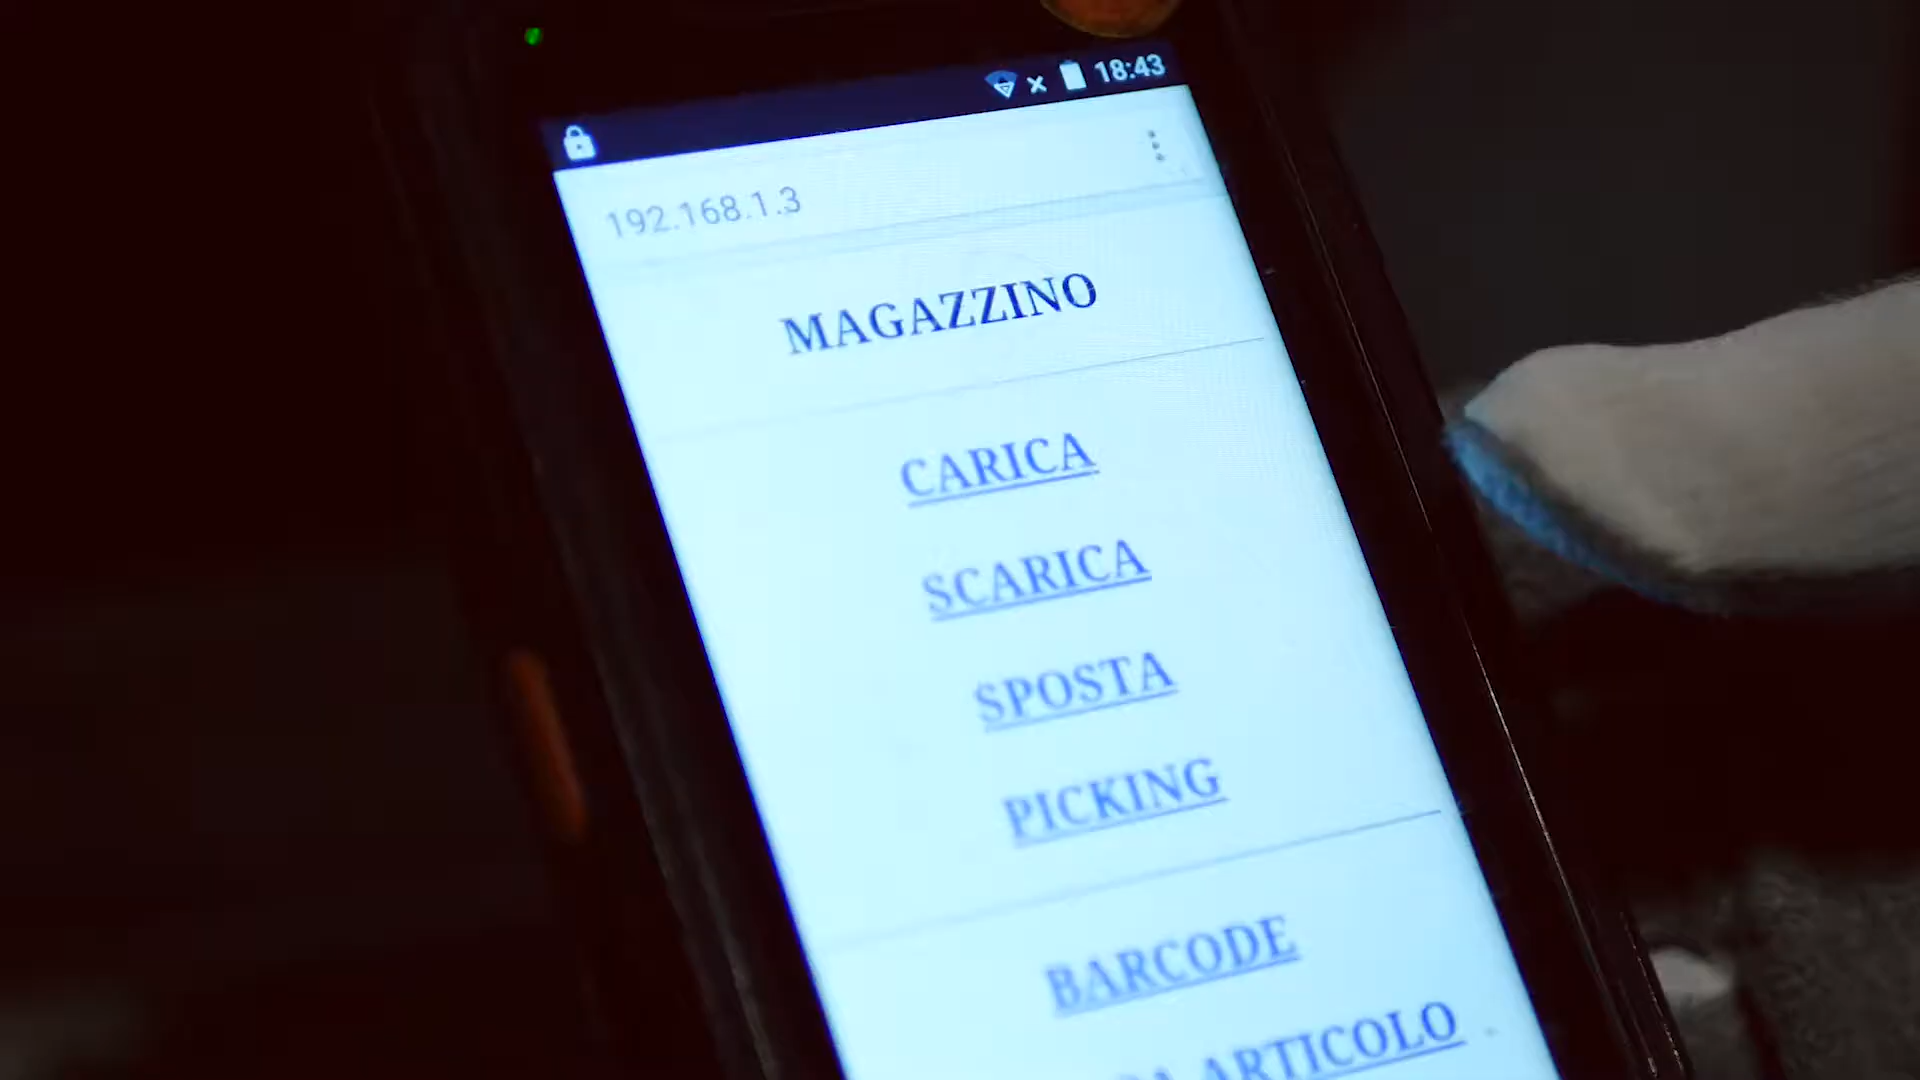 18:43
192.168.1.3
MAGAZZINO
CARICA
SCARICA
SPOSTA
PICKING
BARCODE
ARTICOLO